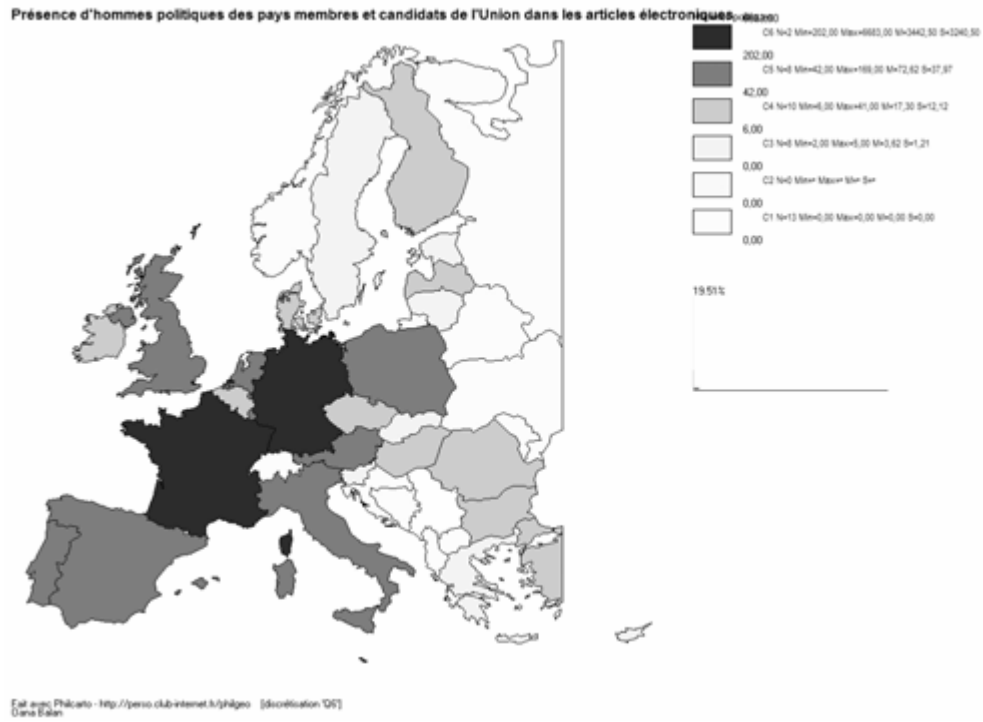 Présence d'hommes politiques des pays membres et candidats de l'Union dans les articles électroniques
C6 N=2 Min=202,00 Max=6683,00 M=3442,50 S=3240,50
202,00
C5 N=8 Min=42,00 Max=169,00 M=72,62 S=37,97
42,00
C4 N=10 Min=6,00 Max=41,00 M=17,30 S=12,12
6,00
C3 N=8 Min=2,00 Max=5,00 M=3,62 S=1,21
0,00
C2 N=0 Min= Max= M= S=
0,00
C1 N=13 Min=0,00 Max=0,00 M=0,00 S=0,00
0,00
19.51%
Fait avec Philcarto - http://perso.club-internet.fr/philgeo [discrétisation 'Q6']
Dana Balan